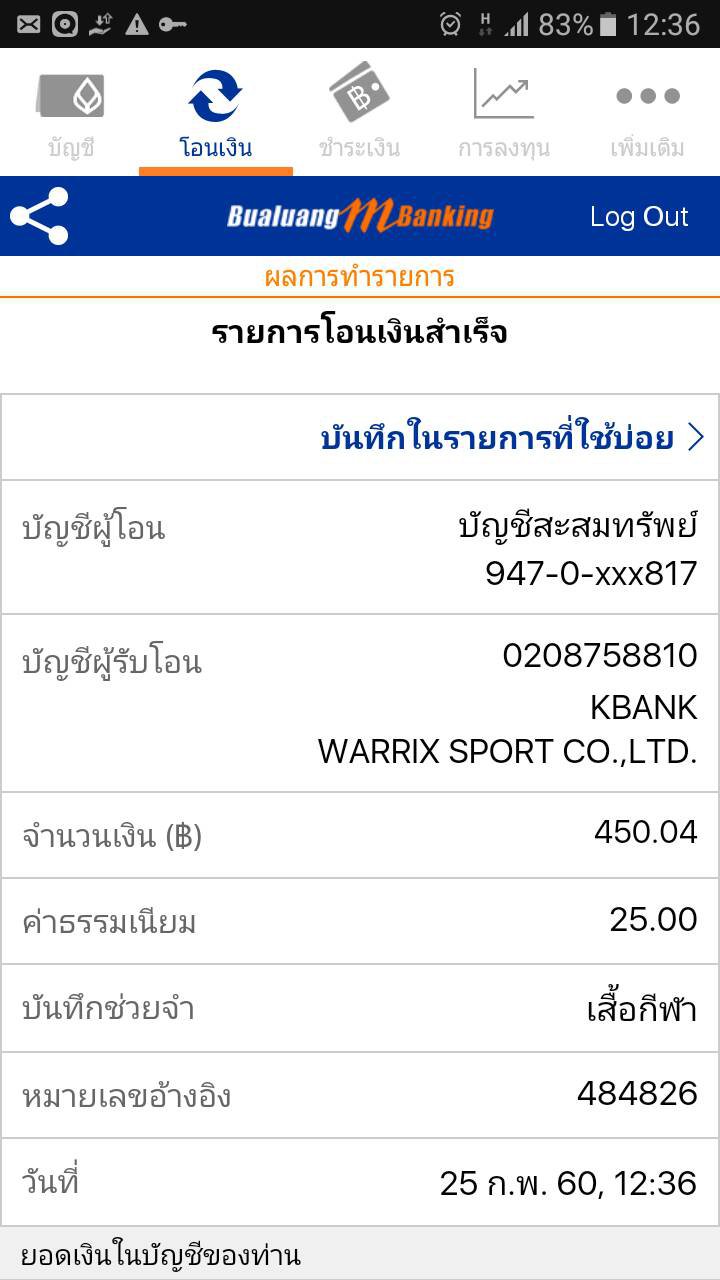 H 83% 12:36
บัญชี โอนเงิน ชำระเงิน การลงทุน เพิ่มเติม
Bualuang mBanking Log Out
ผลการทำรายการ
รายการโอนเงินสำเร็จ
บันทึกในรายการที่ใช้บ่อย >
บัญชีผู้โอน บัญชีสะสมทรัพย์
947-0-xxx817
บัญชีผู้รับโอน 0208758810
KBANK
WARRIX SPORT CO.,LTD.
จำนวนเงิน (฿) 450.04
ค่าธรรมเนียม 25.00
บันทึกช่วยจำ เสื้อกีฬา
หมายเลขอ้างอิง 484826
วันที่ 25 ก.พ. 60, 12:36
ยอดเงินในบัญชีของท่าน